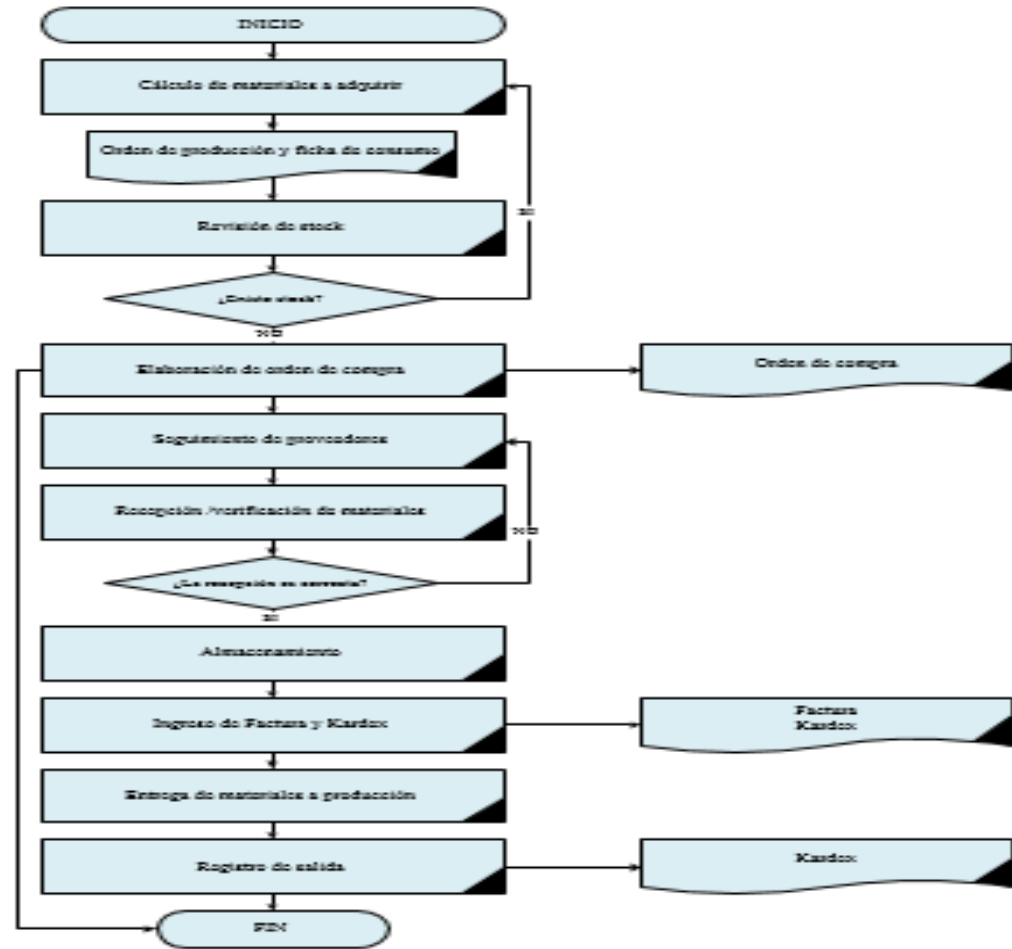 INICIO
Cálculo de materiales a adquirir
Orden de producción y ficha de consumo
Revisión de stock
SI
¿Existe stock?
NO
Elaboración de orden de compra
Orden de compra
Seguimiento de proveedores
Recepción /verificación de materiales
NO
¿La recepción es correcta?
SI
Almacenamiento
Ingreso de Factura y Kardex
Factura
Kardex
Entrega de materiales a producción
Registro de salida
Kardex
FIN